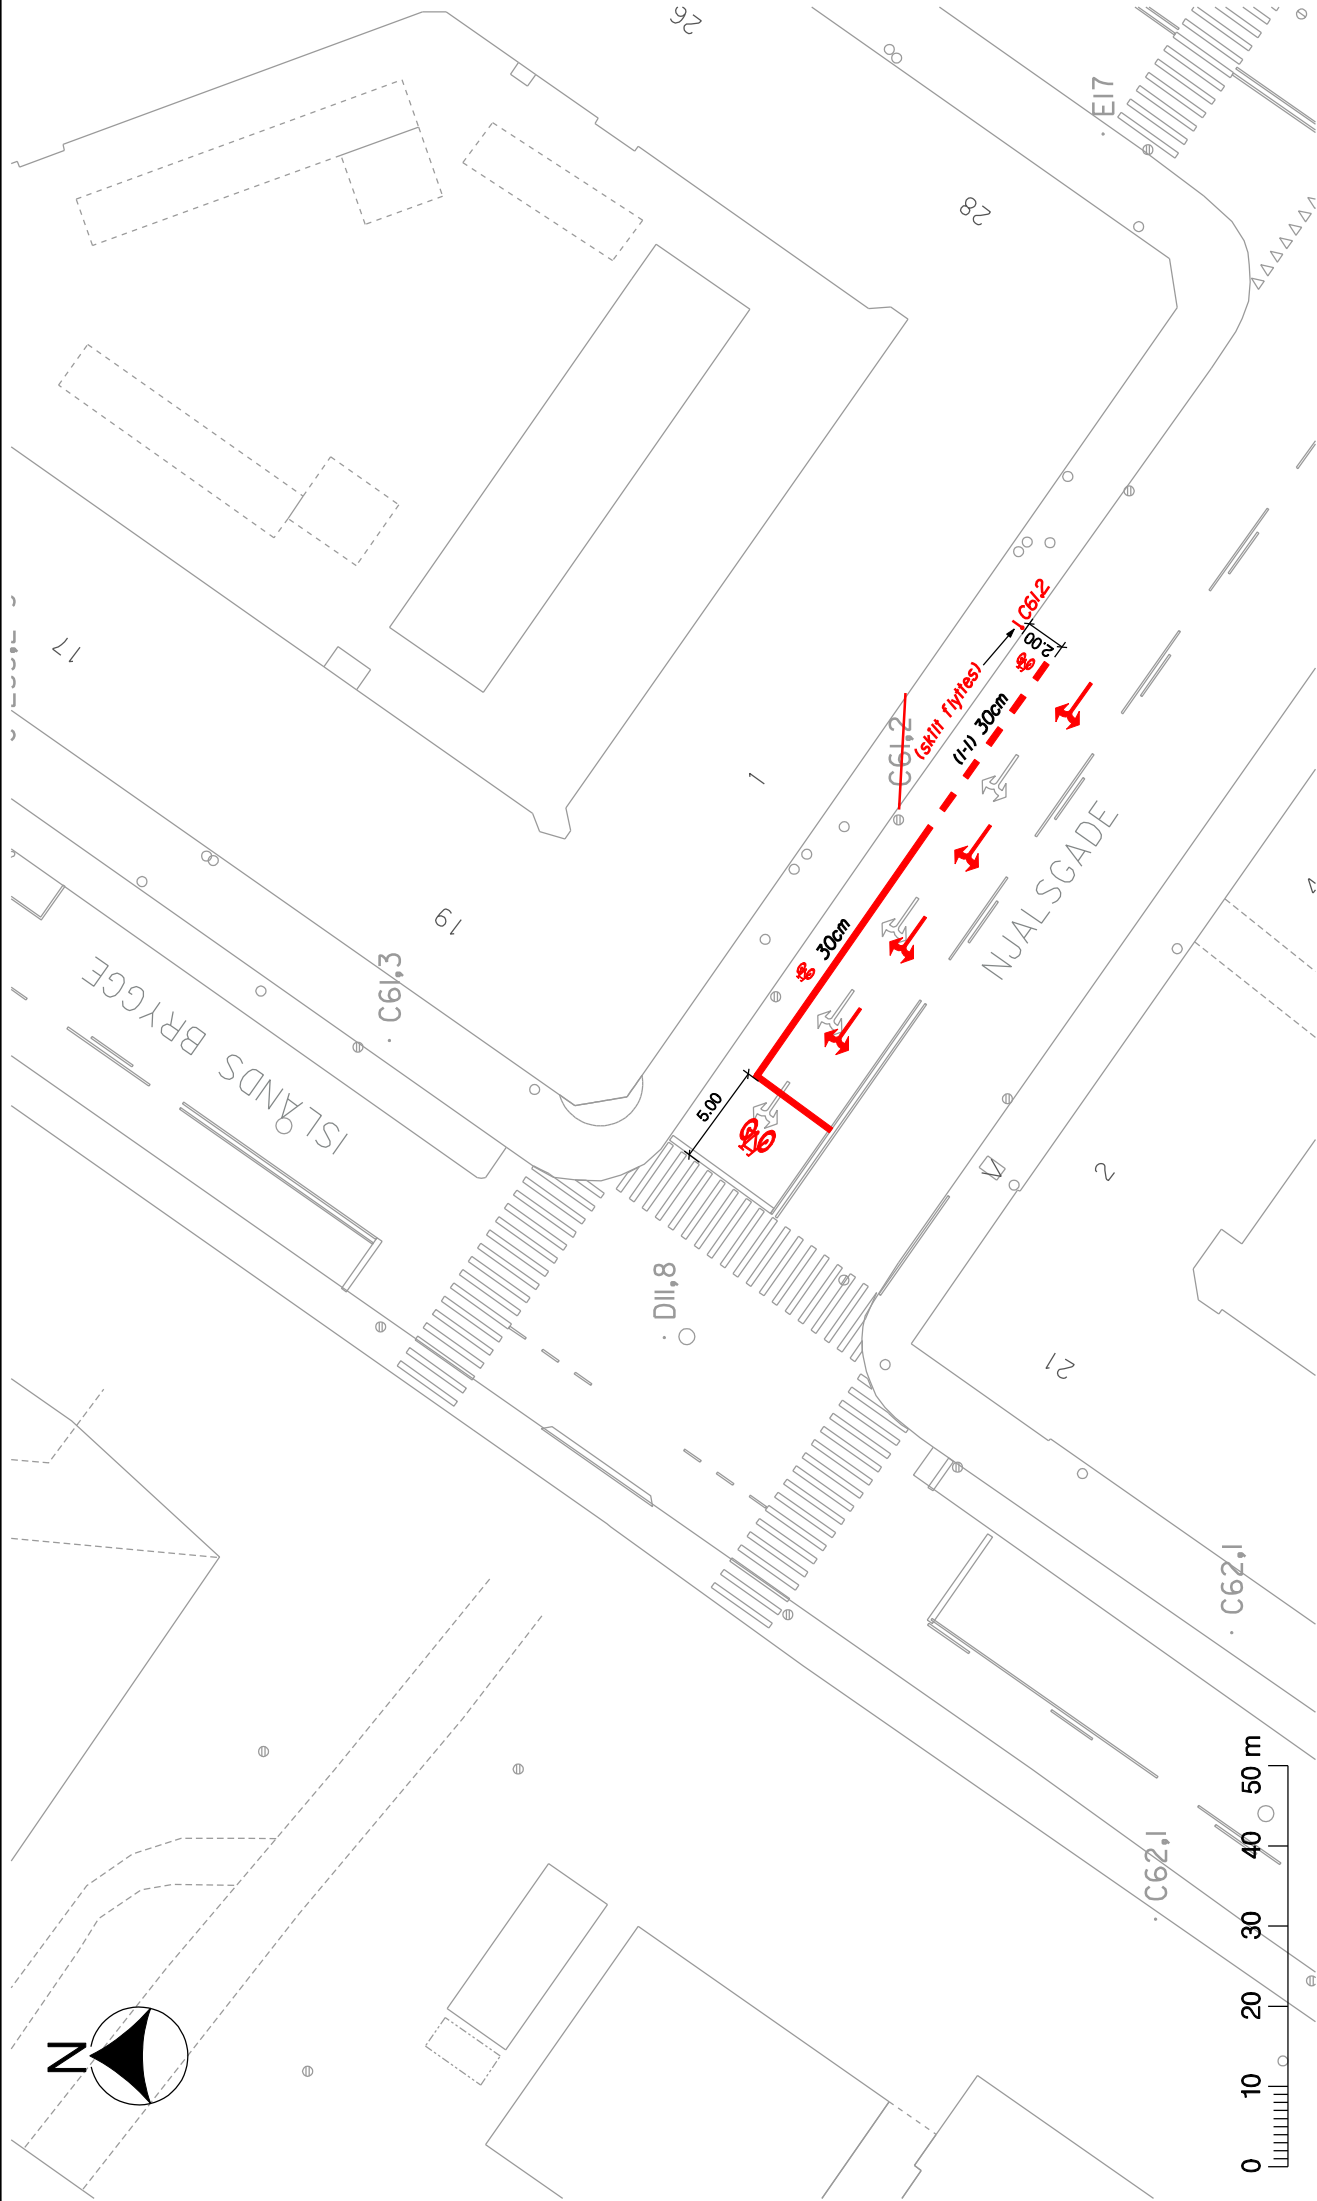 26
E17
28
17
C61,2
2.00
(skilt flyttes)
(1-1) 30cm
C61,2
1
NJALSGADE
4
19
30cm
C61,3
ISLANDS BRYGGE
5.00
V
2
D11,8
21
C62,1
C62,1
N
0 10 20 30 40 50 m